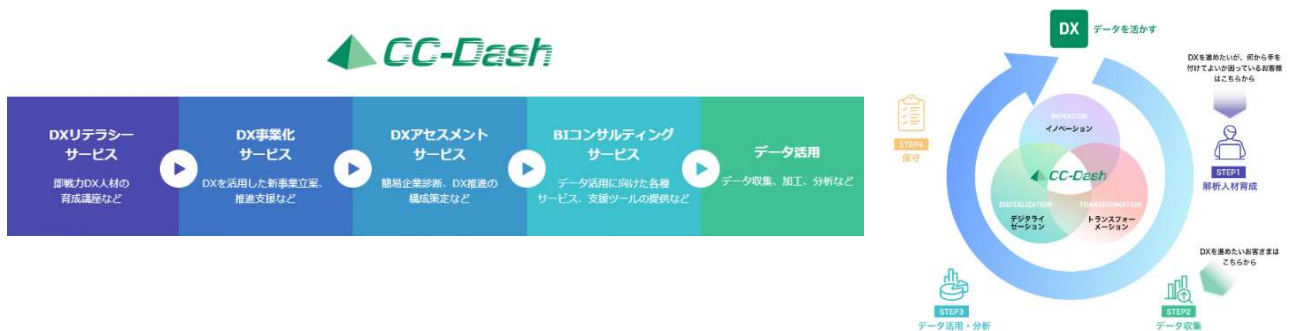 CC-Dash
DXリテラシー
サービス
即戦力DX人材の
育成講座など
DX事業化
サービス
DXを活用した新事業立案、
推進支援など
DXアセスメント
サービス
簡易企業診断、DX推進の
構成策定など
BIコンサルティング
サービス
データ活用に向けた各種
サービス、支援ツールの提供など
データ活用
データ収集、加工、分析など
DX データを活かす
DXを進めたいが、何から手を
付けてよいか困っているお客様
はこちらから
STEP1
解析人材育成
DXを進めたいお客さまは
こちらから
STEP2
データ収集
STEP3
データ活用・分析
STEP4
保守
イノベーション
CC-Dash
DIGITALIZATION
デジタライ
ゼーション
TRANSFORMATION
トランスフォー
メーション